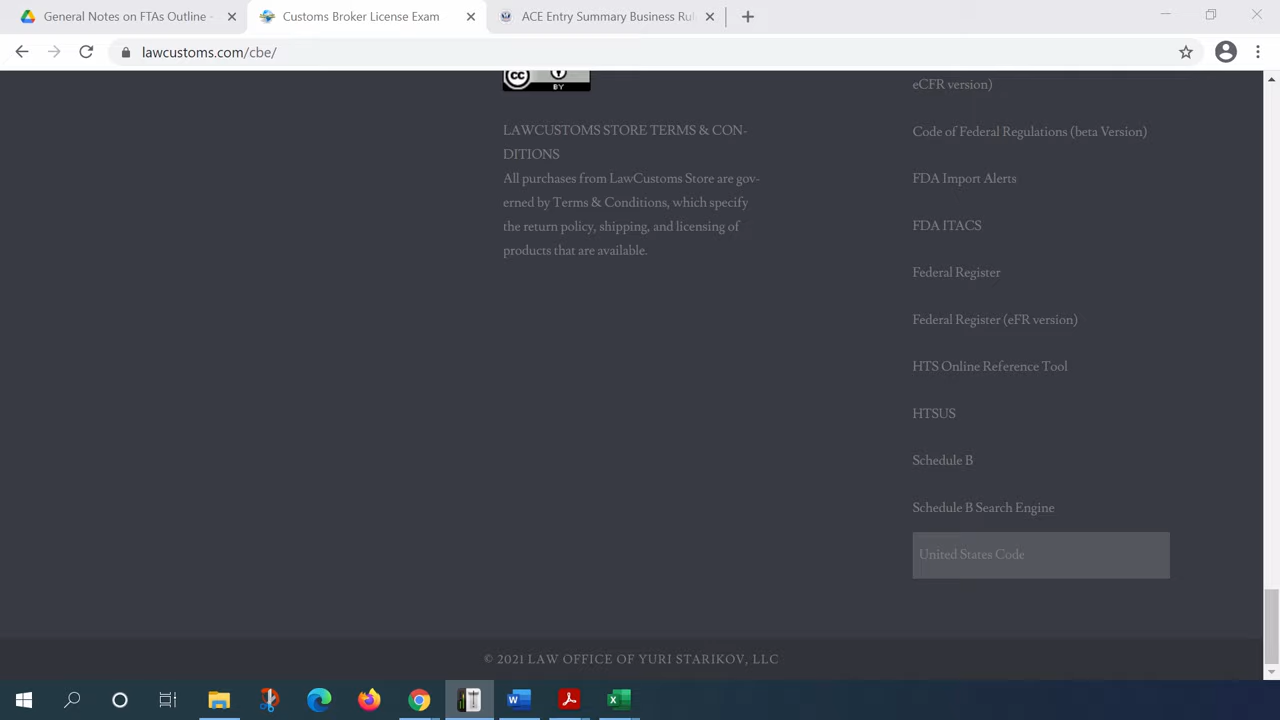 General Notes on FTAs Outline -
Customs Broker License Exam
ACE Entry Summary Business Rul
lawcustoms.com/cbe/
cc
BY
LAWCUSTOMS STORE TERMS & CON-
DITIONS
All purchases from LawCustoms Store are gov-
erned by Terms & Conditions, which specify
the return policy, shipping, and licensing of
products that are available.
eCFR version)
Code of Federal Regulations (beta Version)
FDA Import Alerts
FDA ITACS
Federal Register
Federal Register (eFR version)
HTS Online Reference Tool
HTSUS
Schedule B
Schedule B Search Engine
United States Code
© 2021 LAW OFFICE OF YURI STARIKOV, LLC